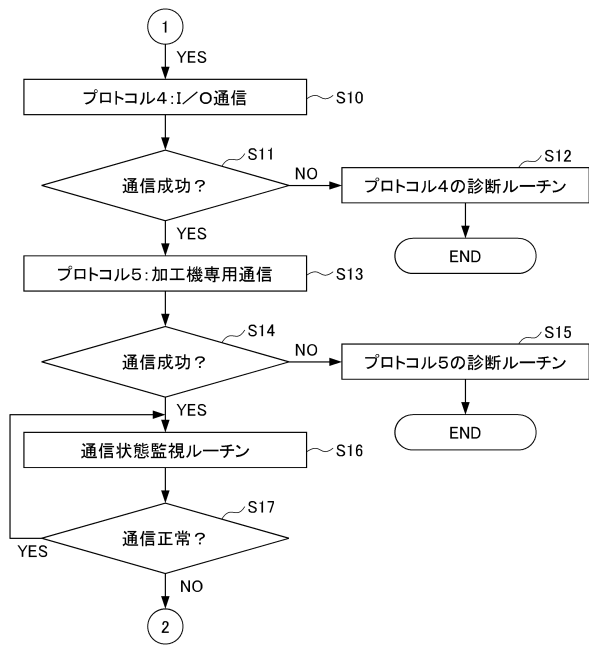 1
YES
プロトコル4:I/O通信
S10
S11
通信成功?
NO
S12
プロトコル4の診断ルーチン
YES
END
プロトコル5:加工機専用通信
S13
S14
通信成功?
NO
S15
プロトコル5の診断ルーチン
YES
END
通信状態監視ルーチン
S16
S17
通信正常?
YES
NO
2